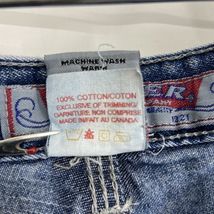 MACHINE WASH
WARM
100% COTTON/COTON
EXCLUSIVE OF TRIMMING/
GARNITURE NON COMPRISE
MADE IN/FAIT AU CANADA